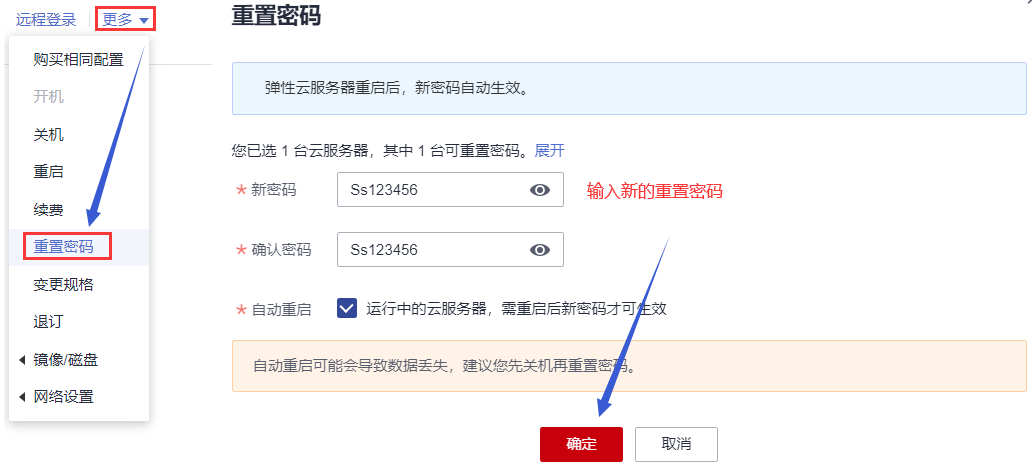 远程登录
更多
购买相同配置
开机
关机
重启
续费
重置密码
变更规格
退订
镜像/磁盘
网络设置
重置密码
弹性云服务器重启后，新密码自动生效。
您已选 1 台云服务器，其中 1 台可重置密码。展开
* 新密码 Ss123456 输入新的重置密码
* 确认密码 Ss123456
* 自动重启 运行中的云服务器，需重启后新密码才可生效
自动重启可能会导致数据丢失，建议您先关机再重置密码。
确定 取消